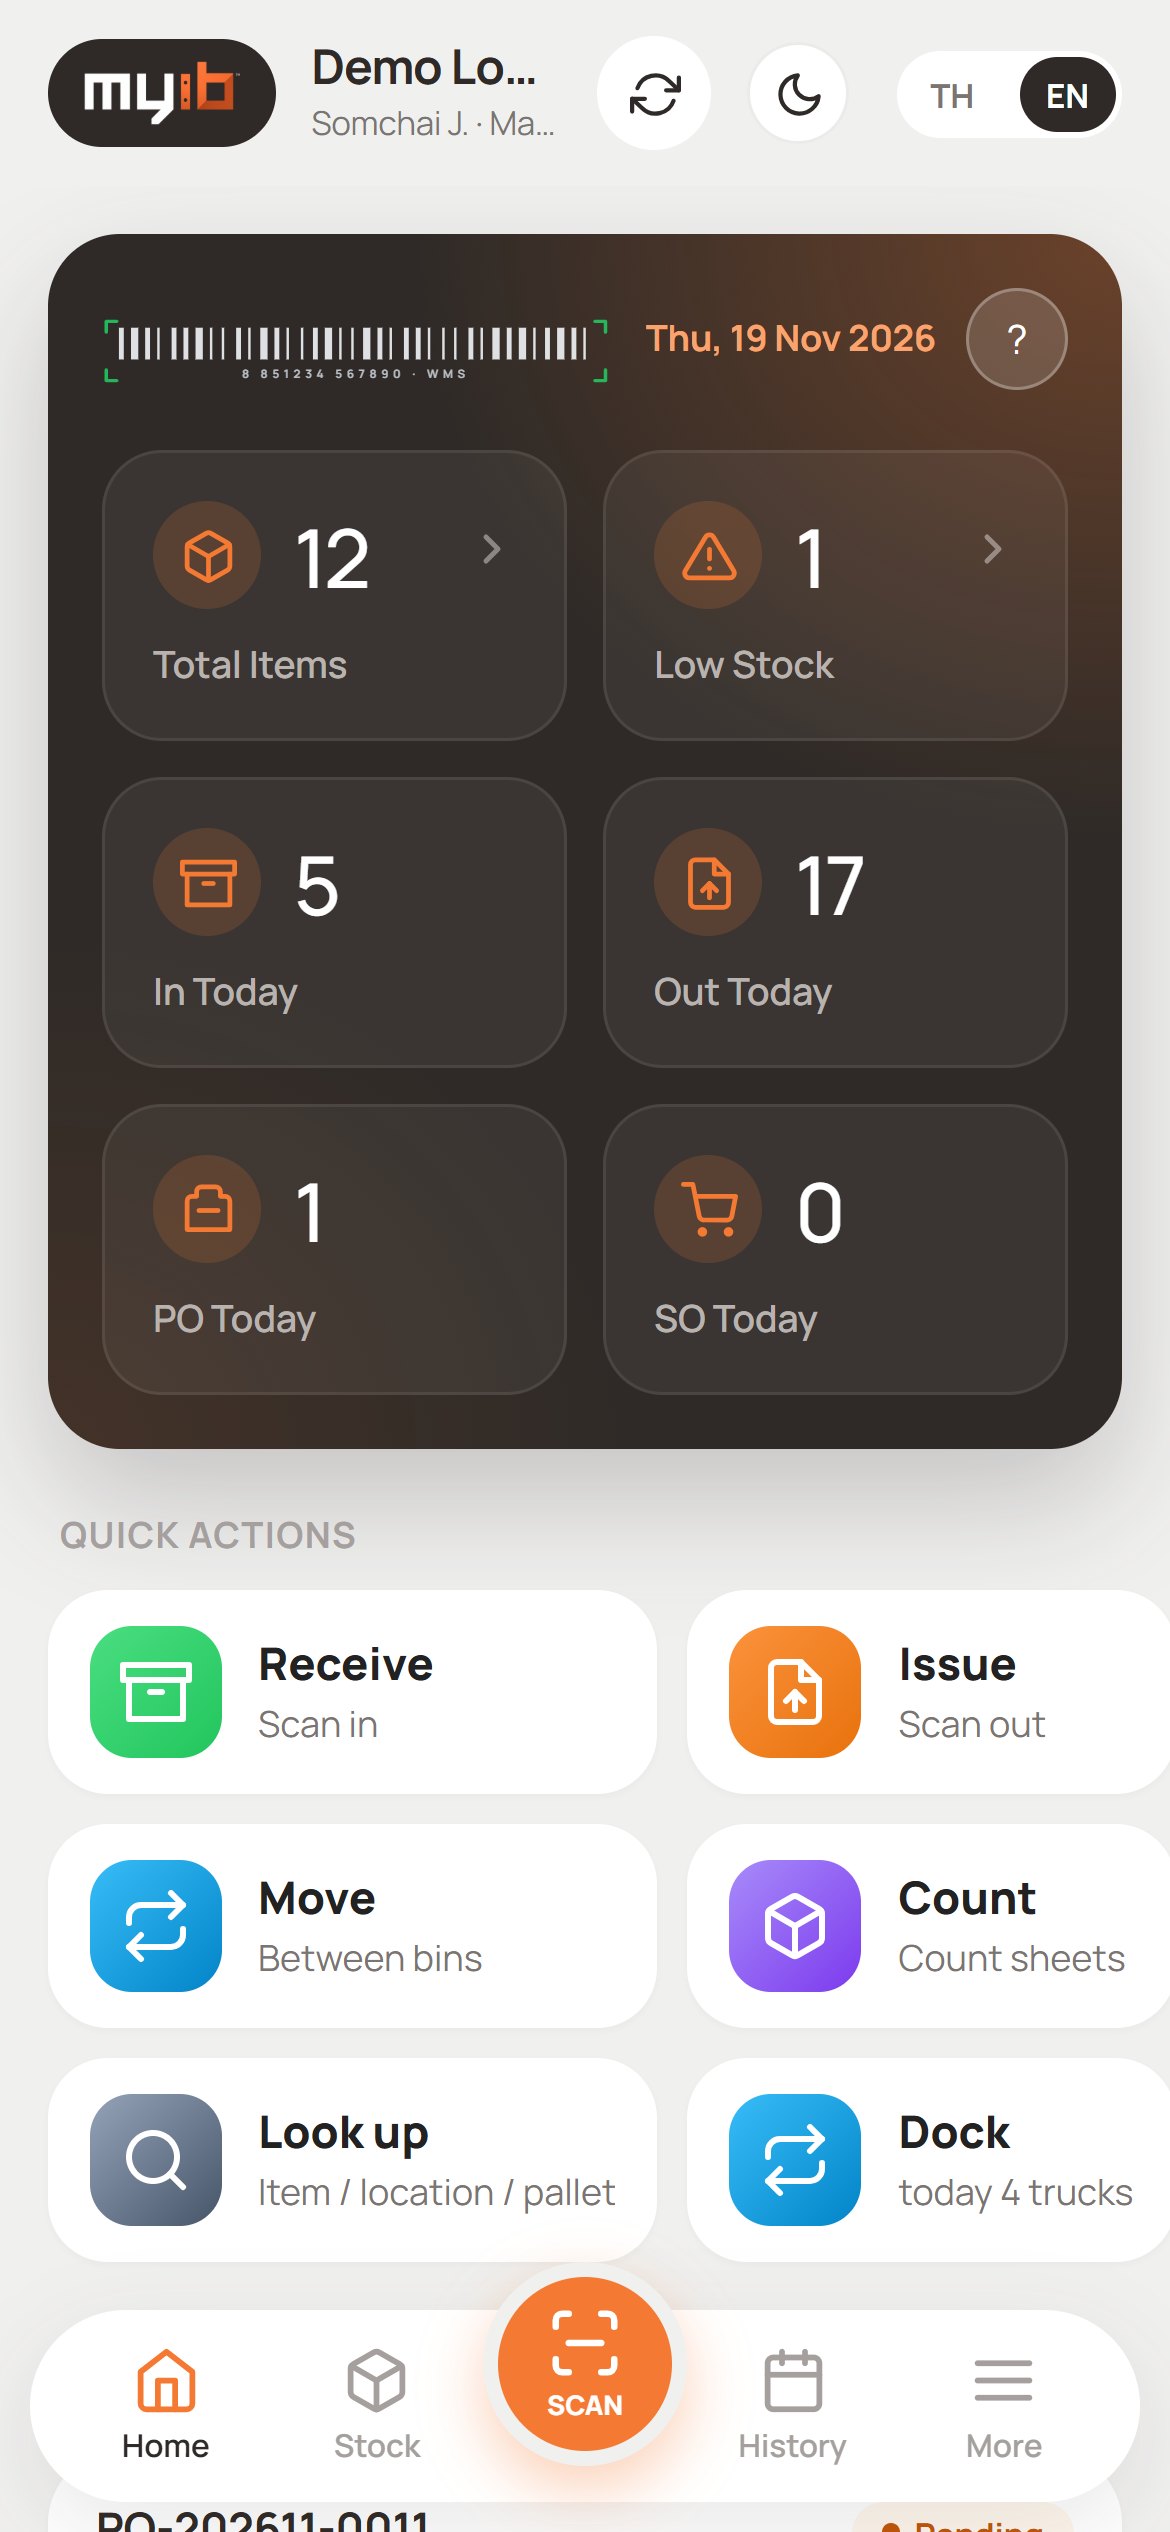 myib
Demo Lo...
Somchai J. · Ma...
TH
EN
8 851234 567890 · WMS
Thu, 19 Nov 2026
?
12
Total Items
1
Low Stock
5
In Today
17
Out Today
1
PO Today
0
SO Today
QUICK ACTIONS
Receive
Scan in
Issue
Scan out
Move
Between bins
Count
Count sheets
Look up
Item / location / pallet
Dock
today 4 trucks
SCAN
Home
Stock
History
More
PO-202611-0011
Pending